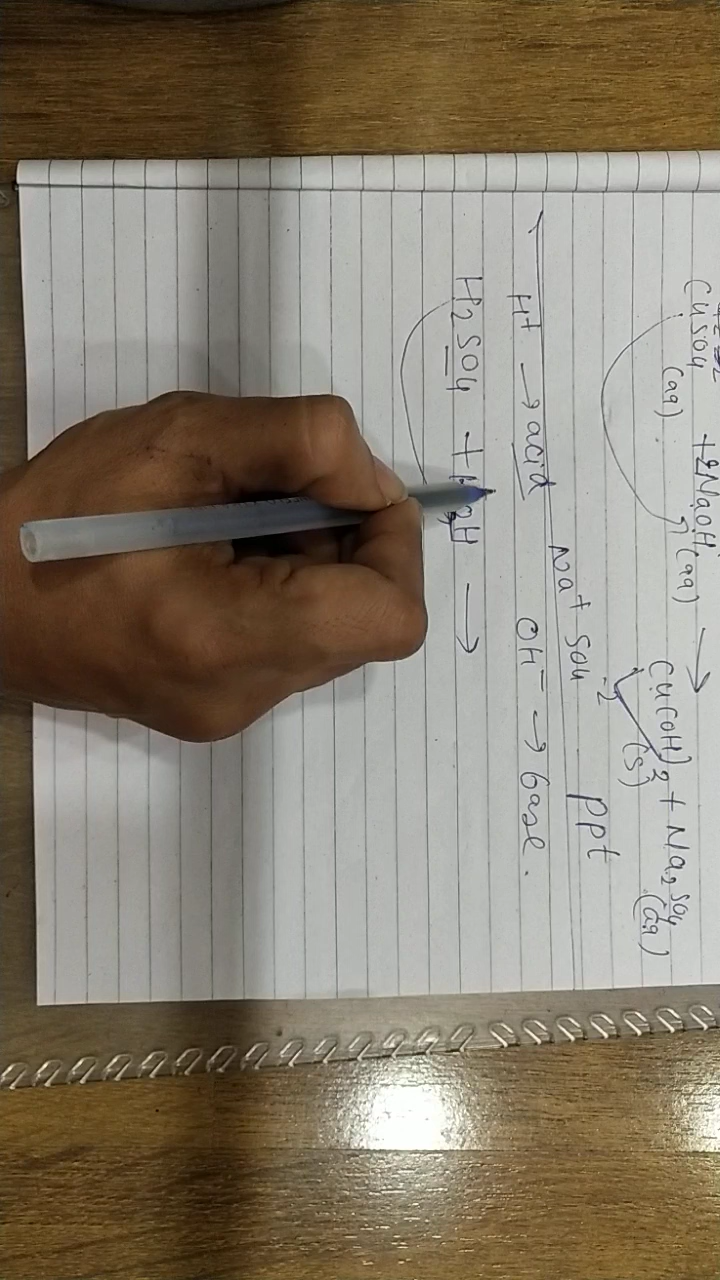 CuSO4 (aq) + 2NaOH (aq) → Cu(OH)2 (s) + Na2SO4 (aq)
Na+ SO4-2 ppt
H+ → acid OH- → base.
H2SO4 + H →